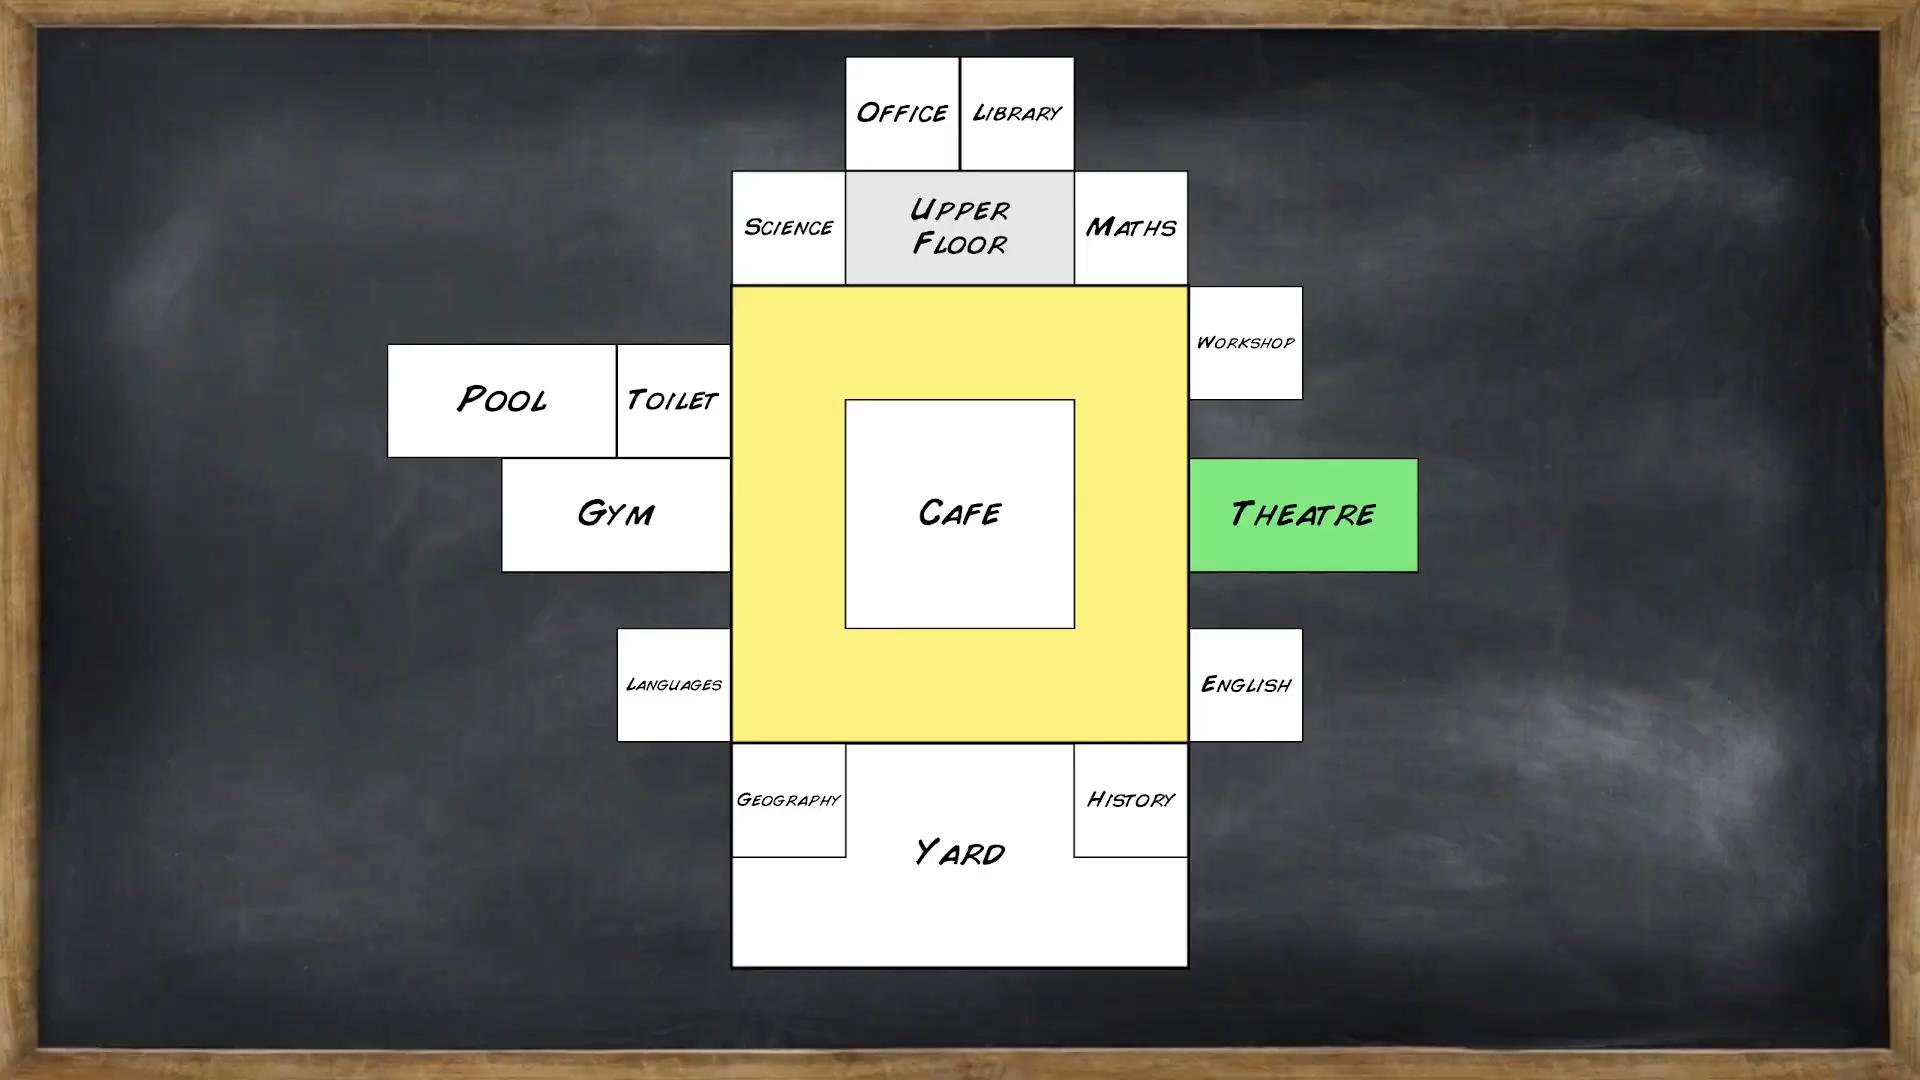 OFFICE
LIBRARY
SCIENCE
UPPER
FLOOR
MATHS
WORKSHOP
POOL
TOILET
GYM
CAFE
THEATRE
LANGUAGES
ENGLISH
GEOGRAPHY
HISTORY
YARD